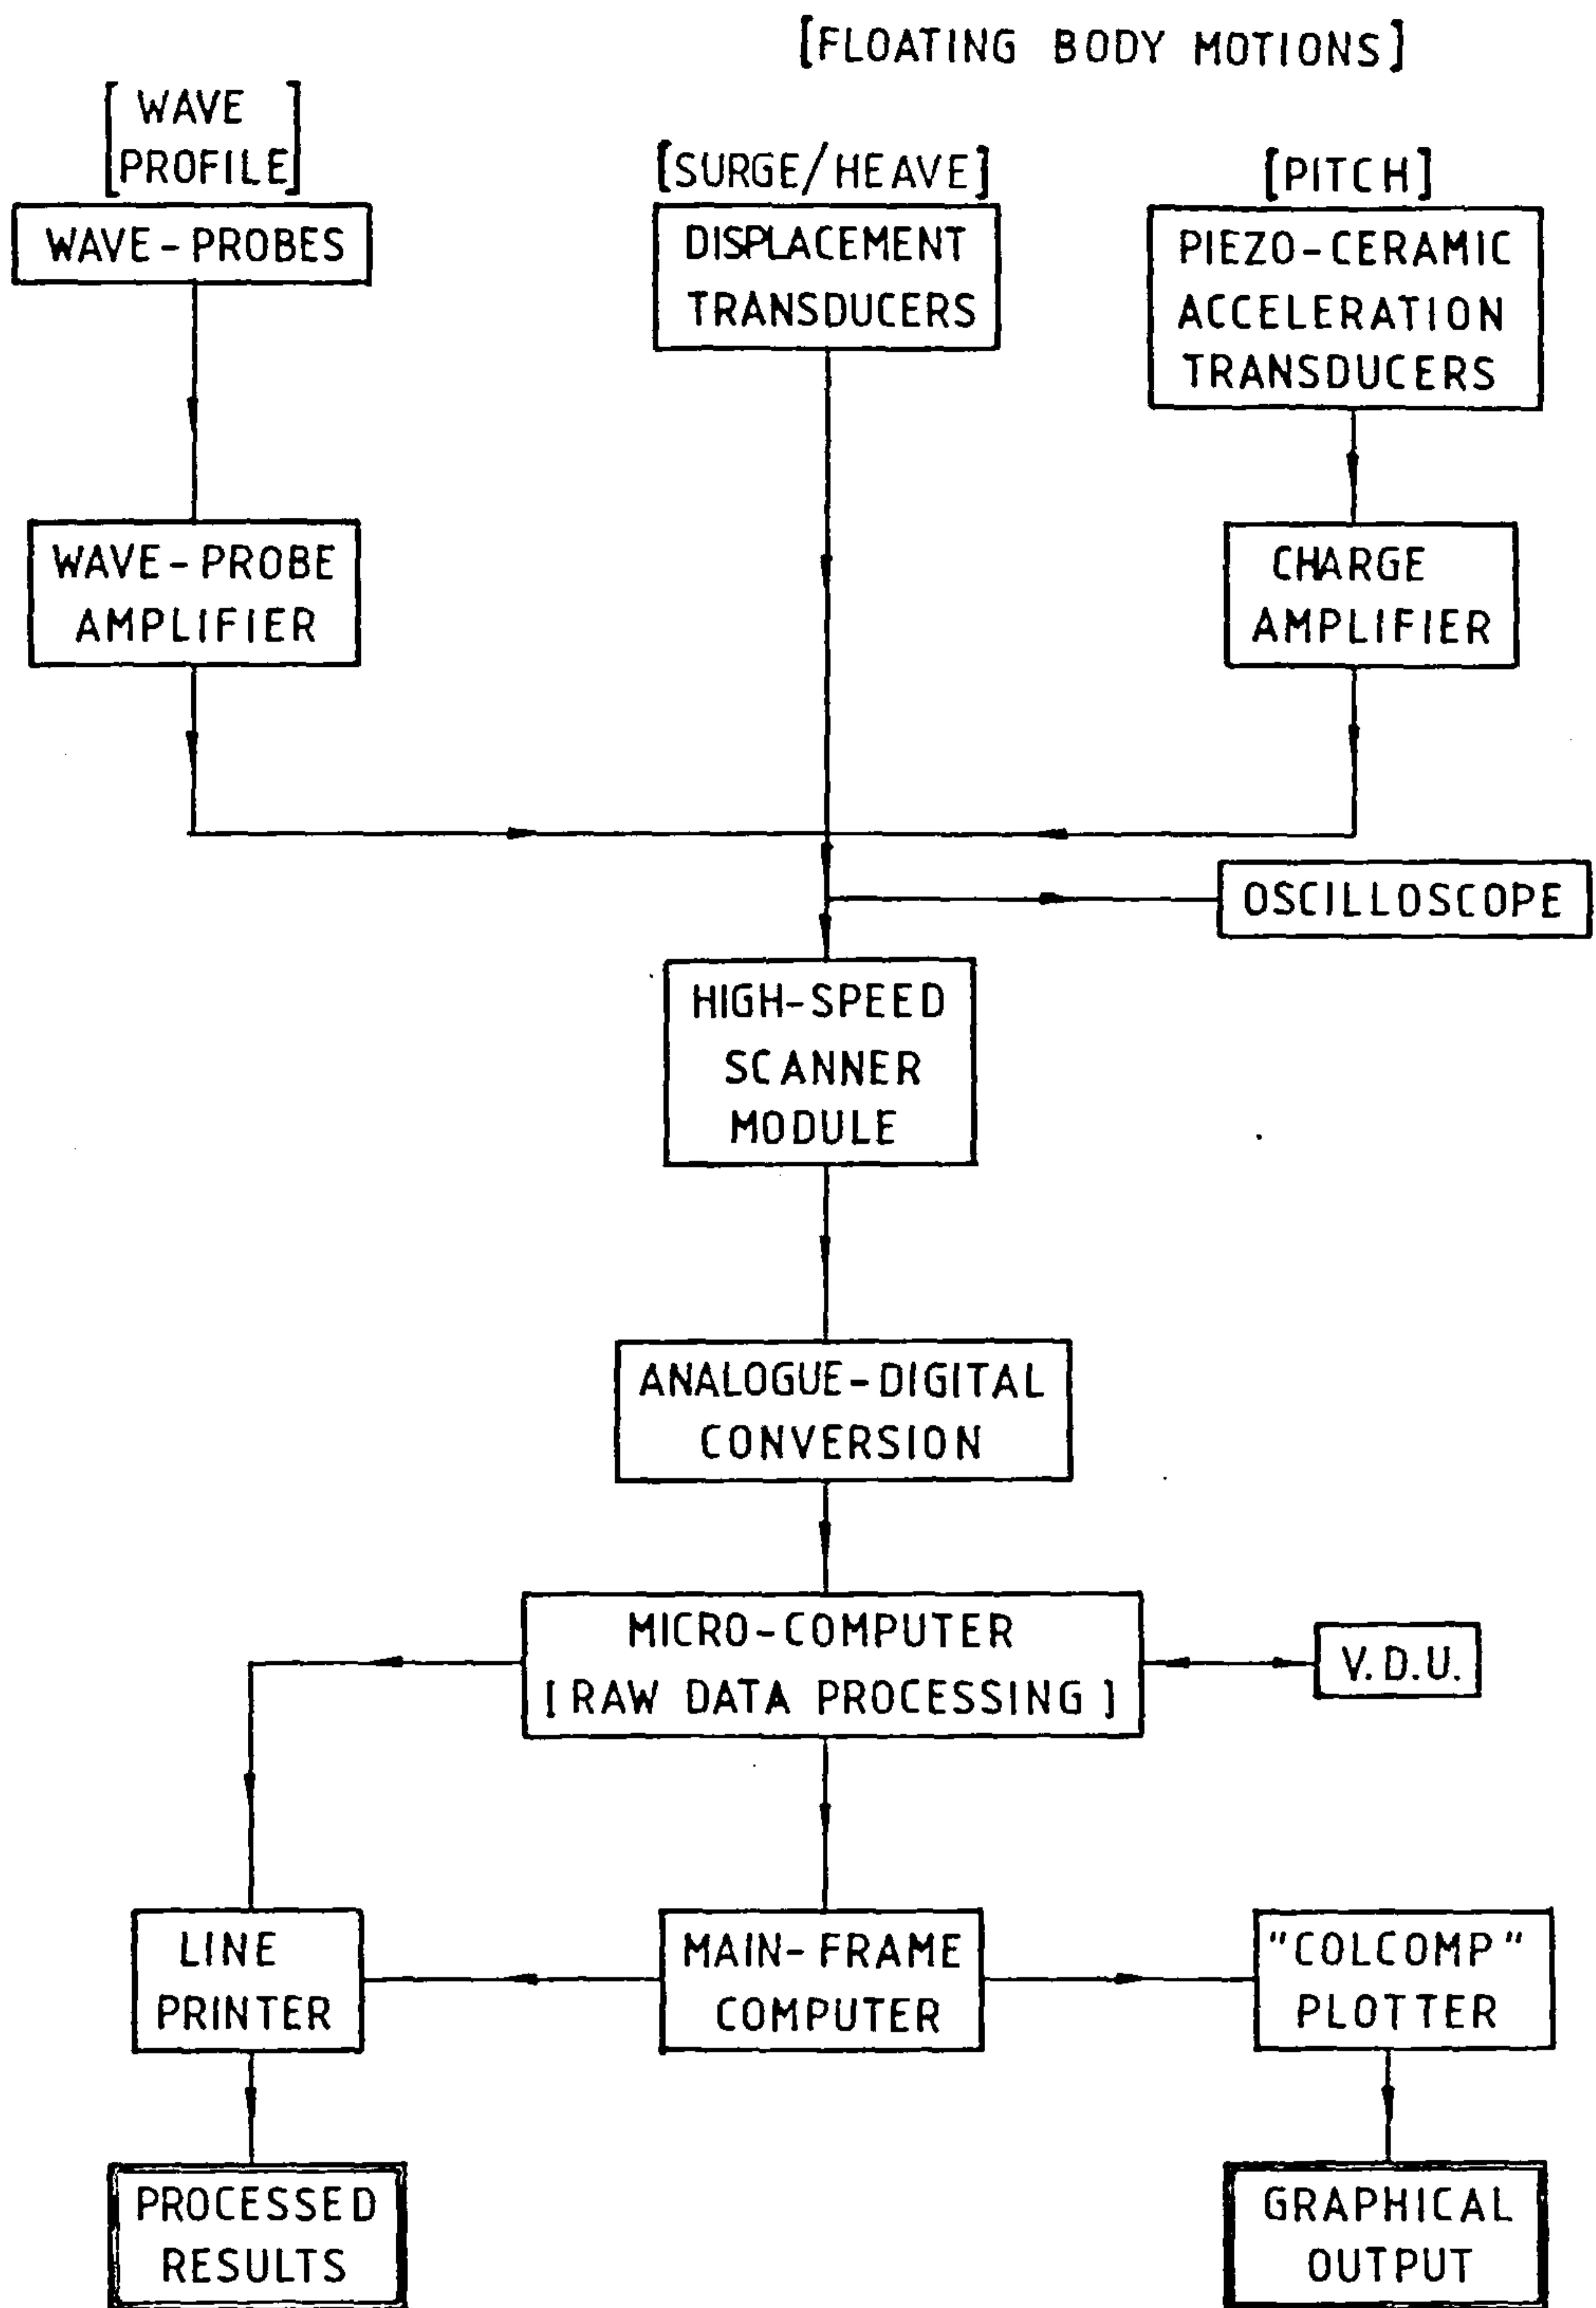 [FLOATING BODY MOTIONS]
[WAVE
PROFILE]
[SURGE/HEAVE]
[PITCH]
WAVE-PROBES
DISPLACEMENT
TRANSDUCERS
PIEZO-CERAMIC
ACCELERATION
TRANSDUCERS
WAVE-PROBE
AMPLIFIER
CHARGE
AMPLIFIER
OSCILLOSCOPE
HIGH-SPEED
SCANNER
MODULE
ANALOGUE-DIGITAL
CONVERSION
MICRO-COMPUTER
[RAW DATA PROCESSING]
V.D.U.
LINE
PRINTER
MAIN-FRAME
COMPUTER
"COLCOMP"
PLOTTER
PROCESSED
RESULTS
GRAPHICAL
OUTPUT